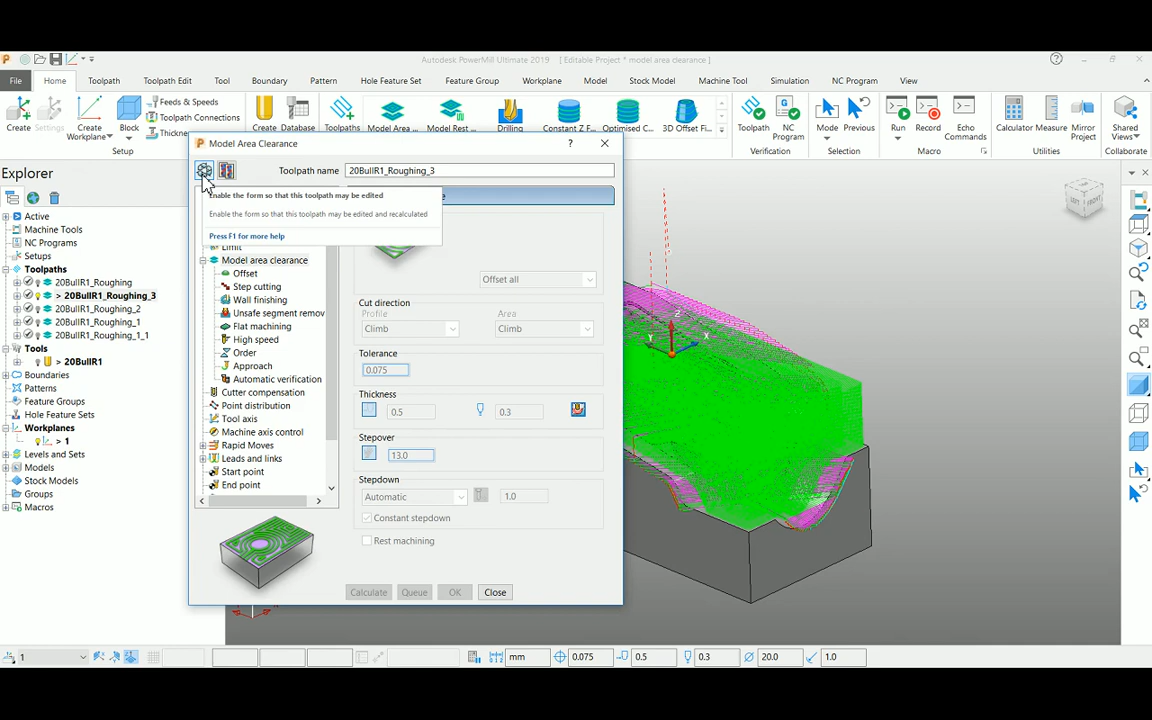 Autodesk PowerMill Ultimate 2019 [ Editable Project * model area clearance ]
File Home Toolpath Toolpath Edit Tool Boundary Pattern Hole Feature Set Feature Group Workplane Model Stock Model Machine Tool Simulation NC Program View
Feeds & Speeds
Toolpath Connections
Create Settings Create Workplane Block Create Database Toolpaths Model Area ... Model Rest ... Drilling Constant Z F... Optimised C... 3D Offset Fi... Toolpath NC Program Mode Previous Run Record Echo Commands Calculator Measure Mirror Project Shared Views
Setup Verification Selection Macro Utilities Collaborate
Explorer
Active
Machine Tools
NC Programs
Setups
Toolpaths
20BullR1_Roughing
> 20BullR1_Roughing_3
20BullR1_Roughing_2
20BullR1_Roughing_1
20BullR1_Roughing_1_1
Tools
> 20BullR1
Boundaries
Patterns
Feature Groups
Hole Feature Sets
Workplanes
> 1
Levels and Sets
Models
Stock Models
Groups
Macros
Model Area Clearance
?
Toolpath name 20BullR1_Roughing_3
Enable the form so that this toolpath may be edited
Enable the form so that this toolpath may be edited and recalculated
Press F1 for more help
Limit
Model area clearance
Offset
Step cutting
Wall finishing
Unsafe segment remov
Flat machining
High speed
Order
Approach
Automatic verification
Cutter compensation
Point distribution
Tool axis
Machine axis control
Rapid Moves
Leads and links
Start point
End point
Offset all
Cut direction
Profile Area
Climb Climb
Tolerance
0.075
Thickness
0.5 0.3
Stepover
13.0
Stepdown
Automatic 1.0
Constant stepdown
Rest machining
Calculate Queue OK Close
Z
Y X
LEFT FRONT
1 mm 0.075 0.5 0.3 20.0 1.0